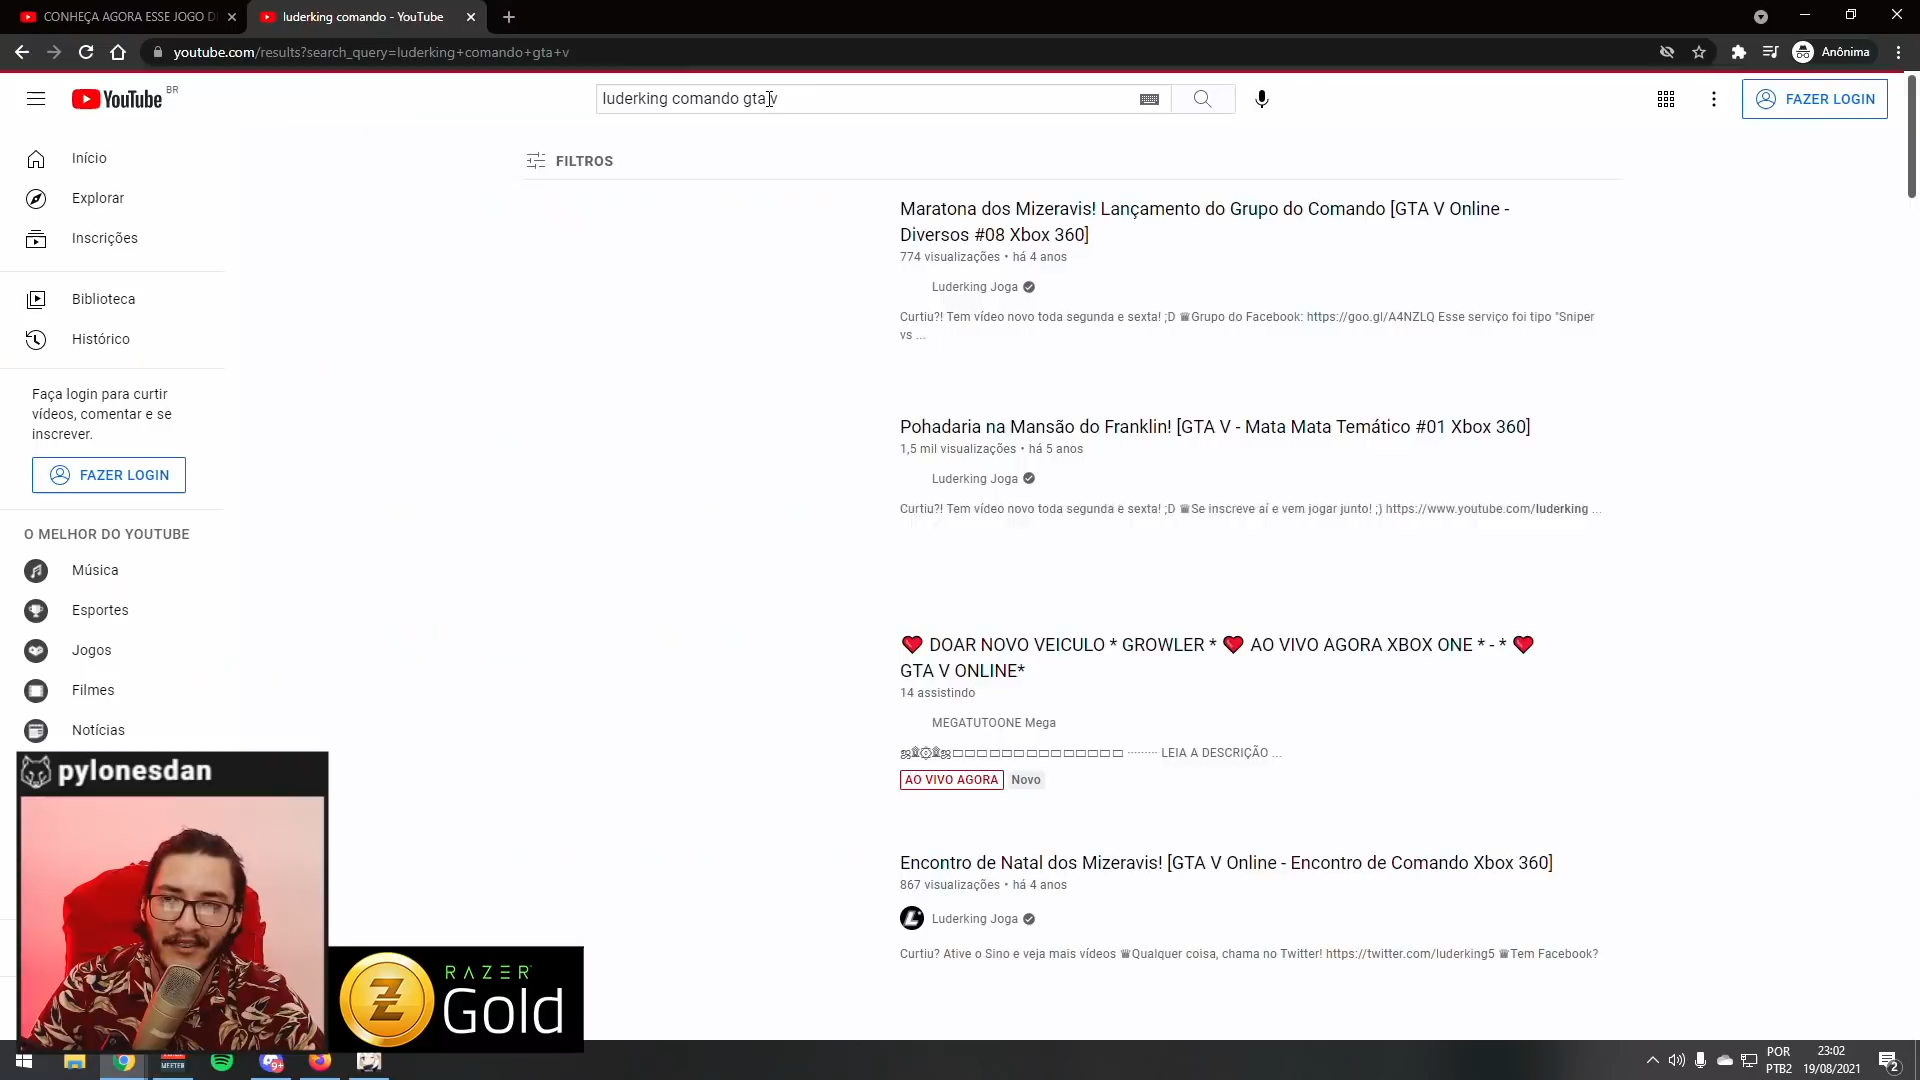 CONHEÇA AGORA ESSE JOGO D
luderking comando - YouTube
youtube.com/results?search_query=luderking+comando+gta+v
Anônima
YouTube BR
luderking comando gta v
FAZER LOGIN
Início
Explorar
Inscrições
Biblioteca
Histórico
Faça login para curtir
vídeos, comentar e se
inscrever.
FAZER LOGIN
O MELHOR DO YOUTUBE
Música
Esportes
Jogos
Filmes
Notícias
FILTROS
Maratona dos Mizeravis! Lançamento do Grupo do Comando [GTA V Online -
Diversos #08 Xbox 360]
774 visualizações • há 4 anos
Luderking Joga
Curtiu?! Tem vídeo novo toda segunda e sexta! ;D ♛Grupo do Facebook: https://goo.gl/A4NZLQ Esse serviço foi tipo "Sniper
vs ...
Pohadaria na Mansão do Franklin! [GTA V - Mata Mata Temático #01 Xbox 360]
1,5 mil visualizações • há 5 anos
Luderking Joga
Curtiu?! Tem vídeo novo toda segunda e sexta! ;D ♛Se inscreve aí e vem jogar junto! ;) https://www.youtube.com/luderking ...
❤ DOAR NOVO VEICULO * GROWLER * ❤ AO VIVO AGORA XBOX ONE * - * ❤
GTA V ONLINE*
14 assistindo
MEGATUTOONE Mega
LEIA A DESCRIÇÃO ...
AO VIVO AGORA Novo
Encontro de Natal dos Mizeravis! [GTA V Online - Encontro de Comando Xbox 360]
867 visualizações • há 4 anos
Luderking Joga
Curtiu? Ative o Sino e veja mais vídeos ♛Qualquer coisa, chama no Twitter! https://twitter.com/luderking5 ♛Tem Facebook?
pylonesdan
RAZER
Gold
9+
POR
PTB2
23:02
19/08/2021
2